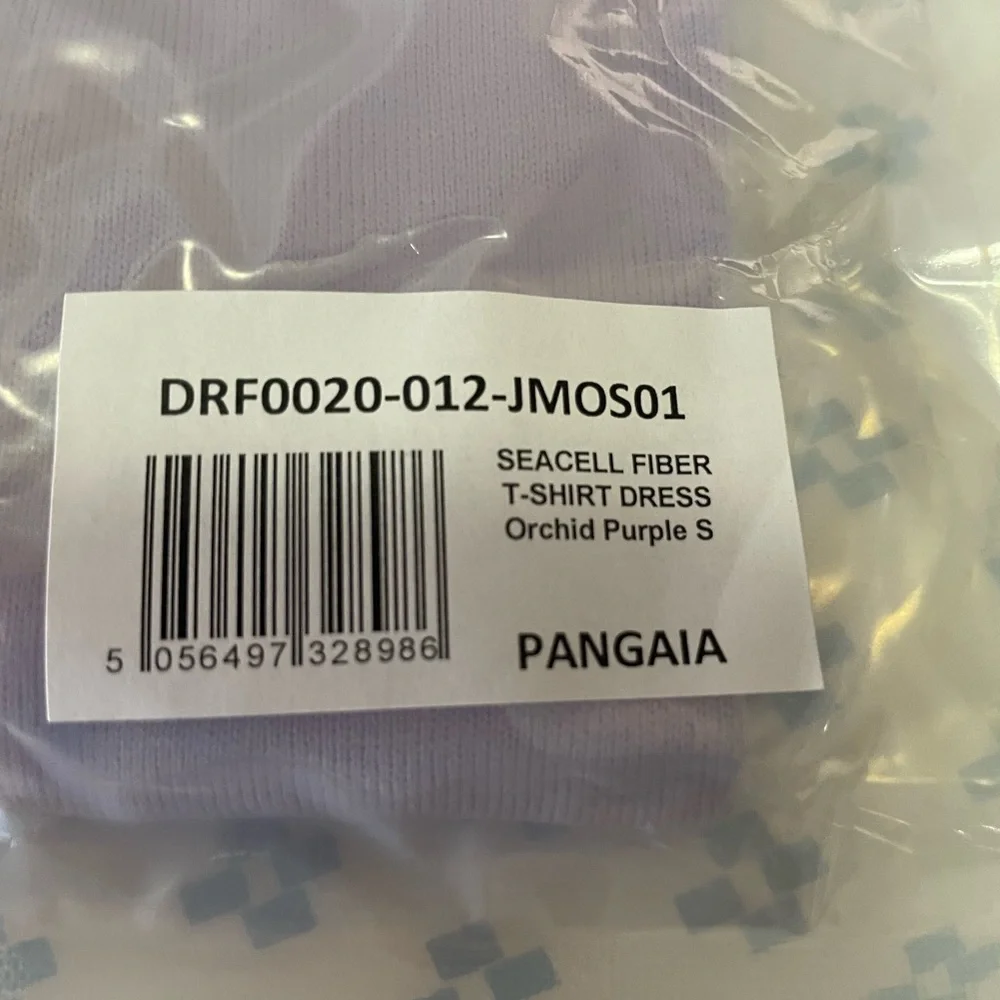 DRF0020-012-JMOS01
SEACELL FIBER
T-SHIRT DRESS
Orchid Purple S
5 056497 328986
PANGAIA